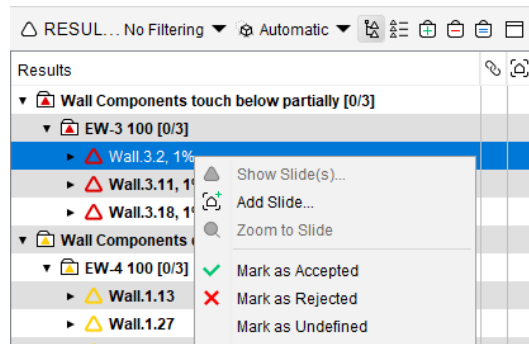 RESUL... No Filtering Automatic
Results
Wall Components touch below partially [0/3]
EW-3 100 [0/3]
Wall.3.2, 1%
Wall.3.11, 1
Wall.3.18, 1
Wall Components
EW-4 100 [0/3]
Wall.1.13
Wall.1.27
Show Slide(s)...
Add Slide...
Zoom to Slide
Mark as Accepted
Mark as Rejected
Mark as Undefined